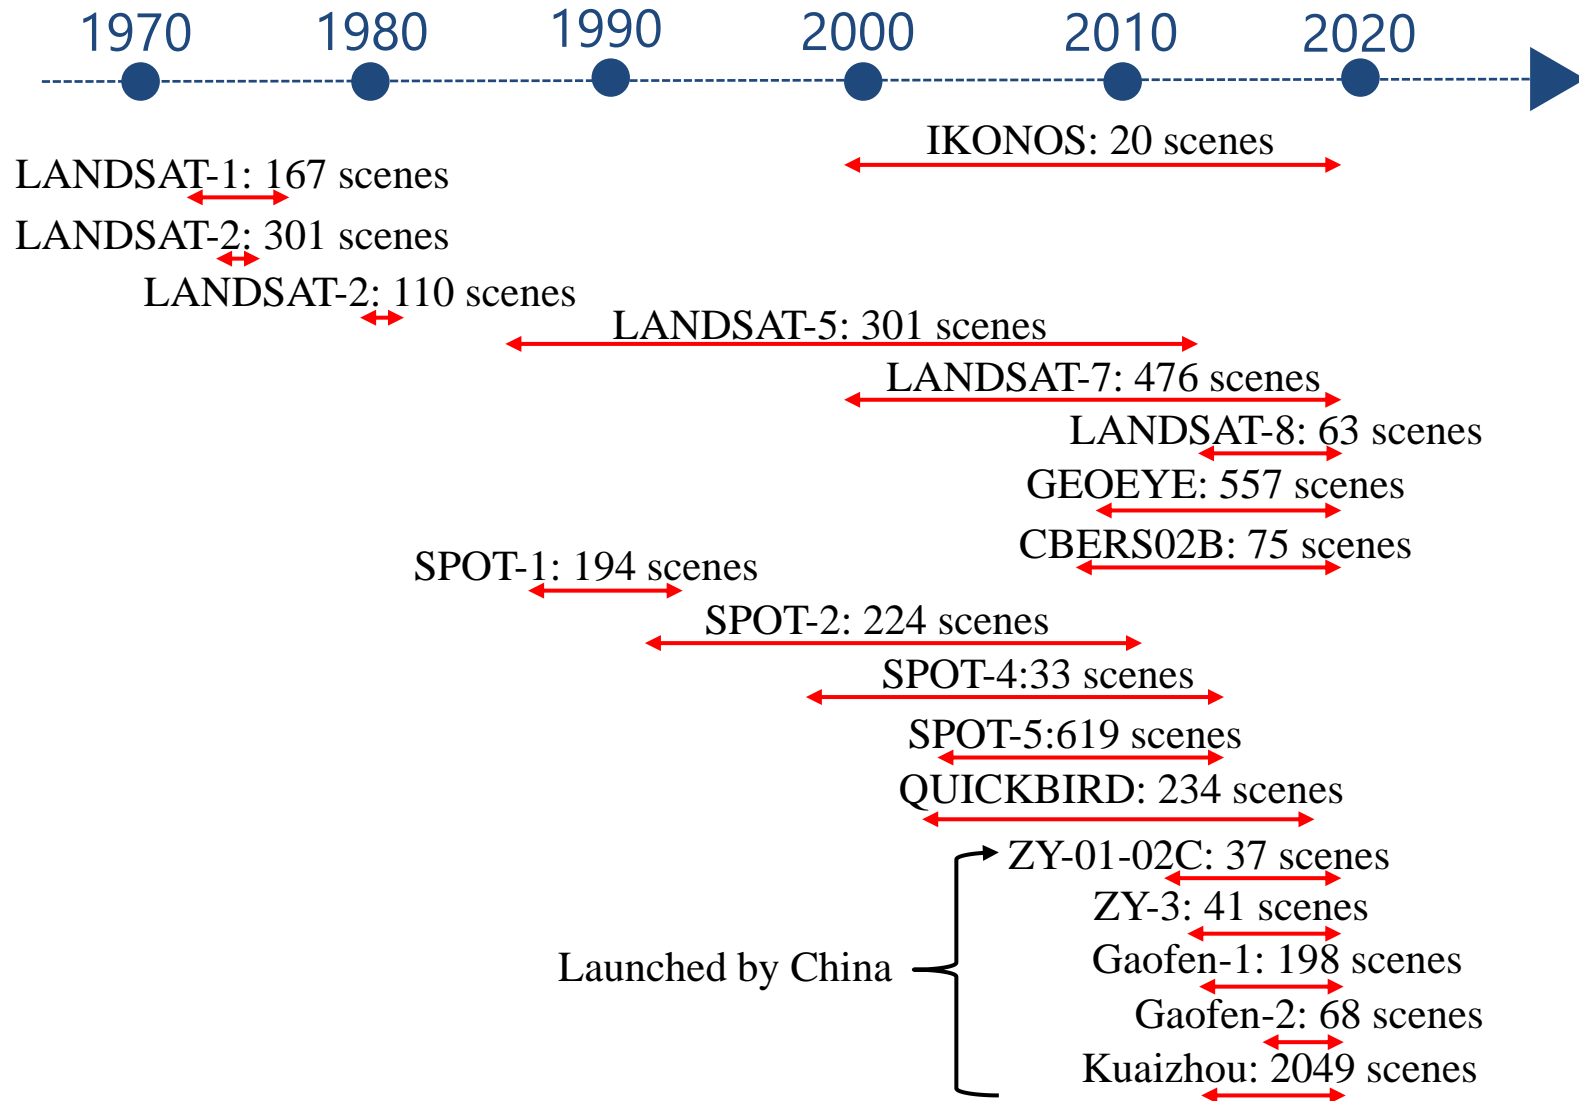 1970 1980 1990 2000 2010 2020
IKONOS: 20 scenes
LANDSAT-1: 167 scenes
LANDSAT-2: 301 scenes
LANDSAT-2: 110 scenes
LANDSAT-5: 301 scenes
LANDSAT-7: 476 scenes
LANDSAT-8: 63 scenes
GEOEYE: 557 scenes
CBERS02B: 75 scenes
SPOT-1: 194 scenes
SPOT-2: 224 scenes
SPOT-4:33 scenes
SPOT-5:619 scenes
QUICKBIRD: 234 scenes
ZY-01-02C: 37 scenes
ZY-3: 41 scenes
Launched by China
Gaofen-1: 198 scenes
Gaofen-2: 68 scenes
Kuaizhou: 2049 scenes